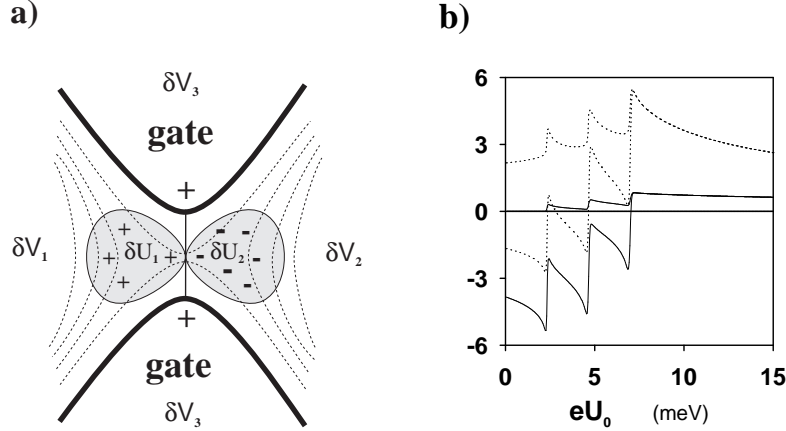 a)
δV₃
gate
+
δV₁
+ + + +
δU₁
δU₂
- - - - - - -
δV₂
+
gate
δV₃
b)
6
3
0
-3
-6
0 5 10 15
eU₀ (meV)